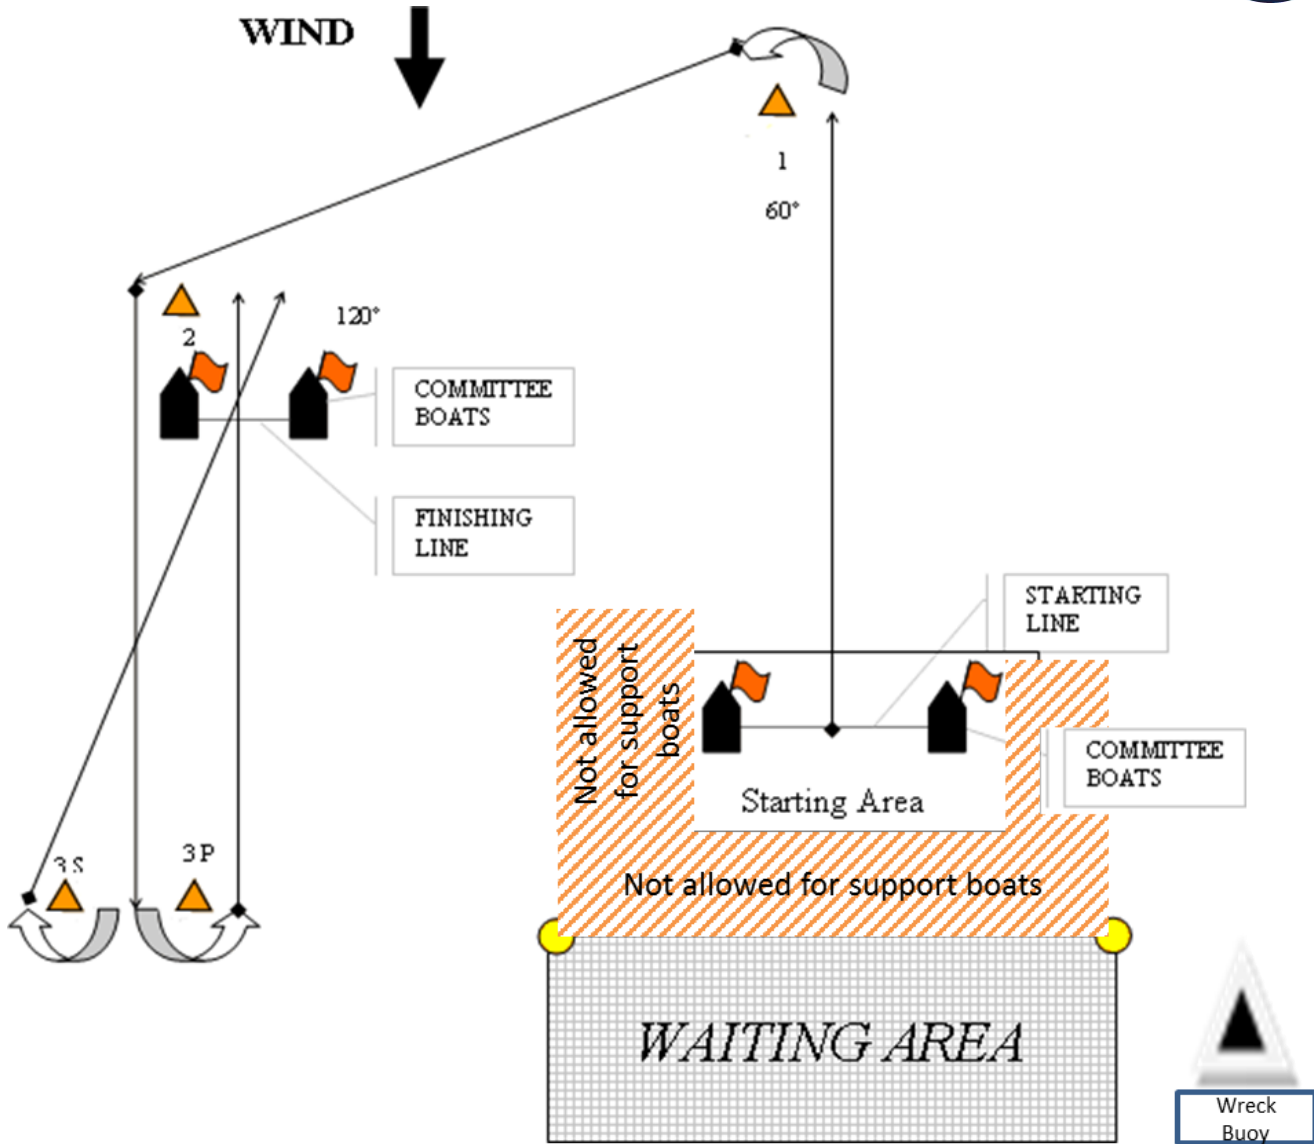 WIND
1
60°
2
120°
COMMITTEE
BOATS
FINISHING
LINE
STARTING
LINE
Not allowed
for support
boats
COMMITTEE
BOATS
Starting Area
3 S
3 P
Not allowed for support boats
WAITING AREA
Wreck
Buoy